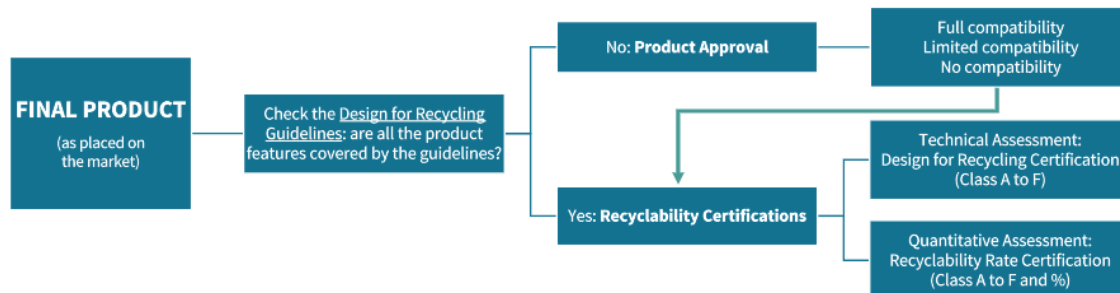 FINAL PRODUCT
(as placed on
the market)
Check the Design for Recycling
Guidelines: are all the product
features covered by the guidelines?
No: Product Approval
Full compatibility
Limited compatibility
No compatibility
Yes: Recyclability Certifications
Technical Assessment:
Design for Recycling Certification
(Class A to F)
Quantitative Assessment:
Recyclability Rate Certification
(Class A to F and %)